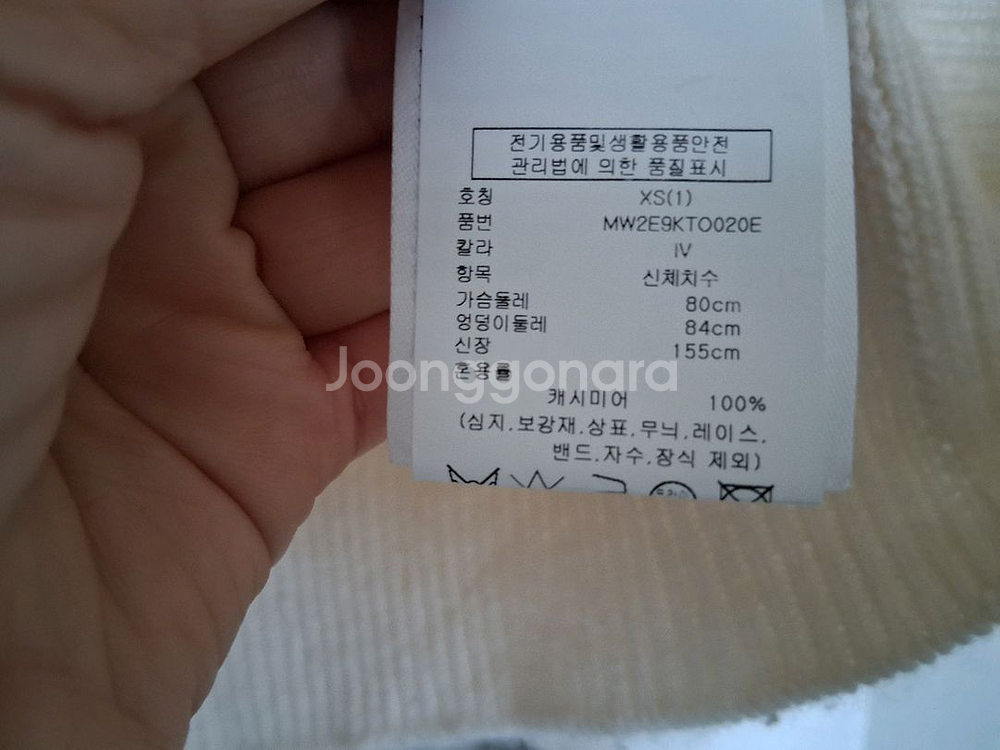 전기용품및생활용품안전
관리법에 의한 품질표시
호칭 XS(1)
품번 MW2E9KTO020E
칼라 IV
항목 신체치수
가슴둘레 80cm
엉덩이둘레 84cm
신장 155cm
혼용률
Joonggonara
캐시미어 100%
(심지,보강재,상표,무늬,레이스,
밴드,자수,장식 제외)